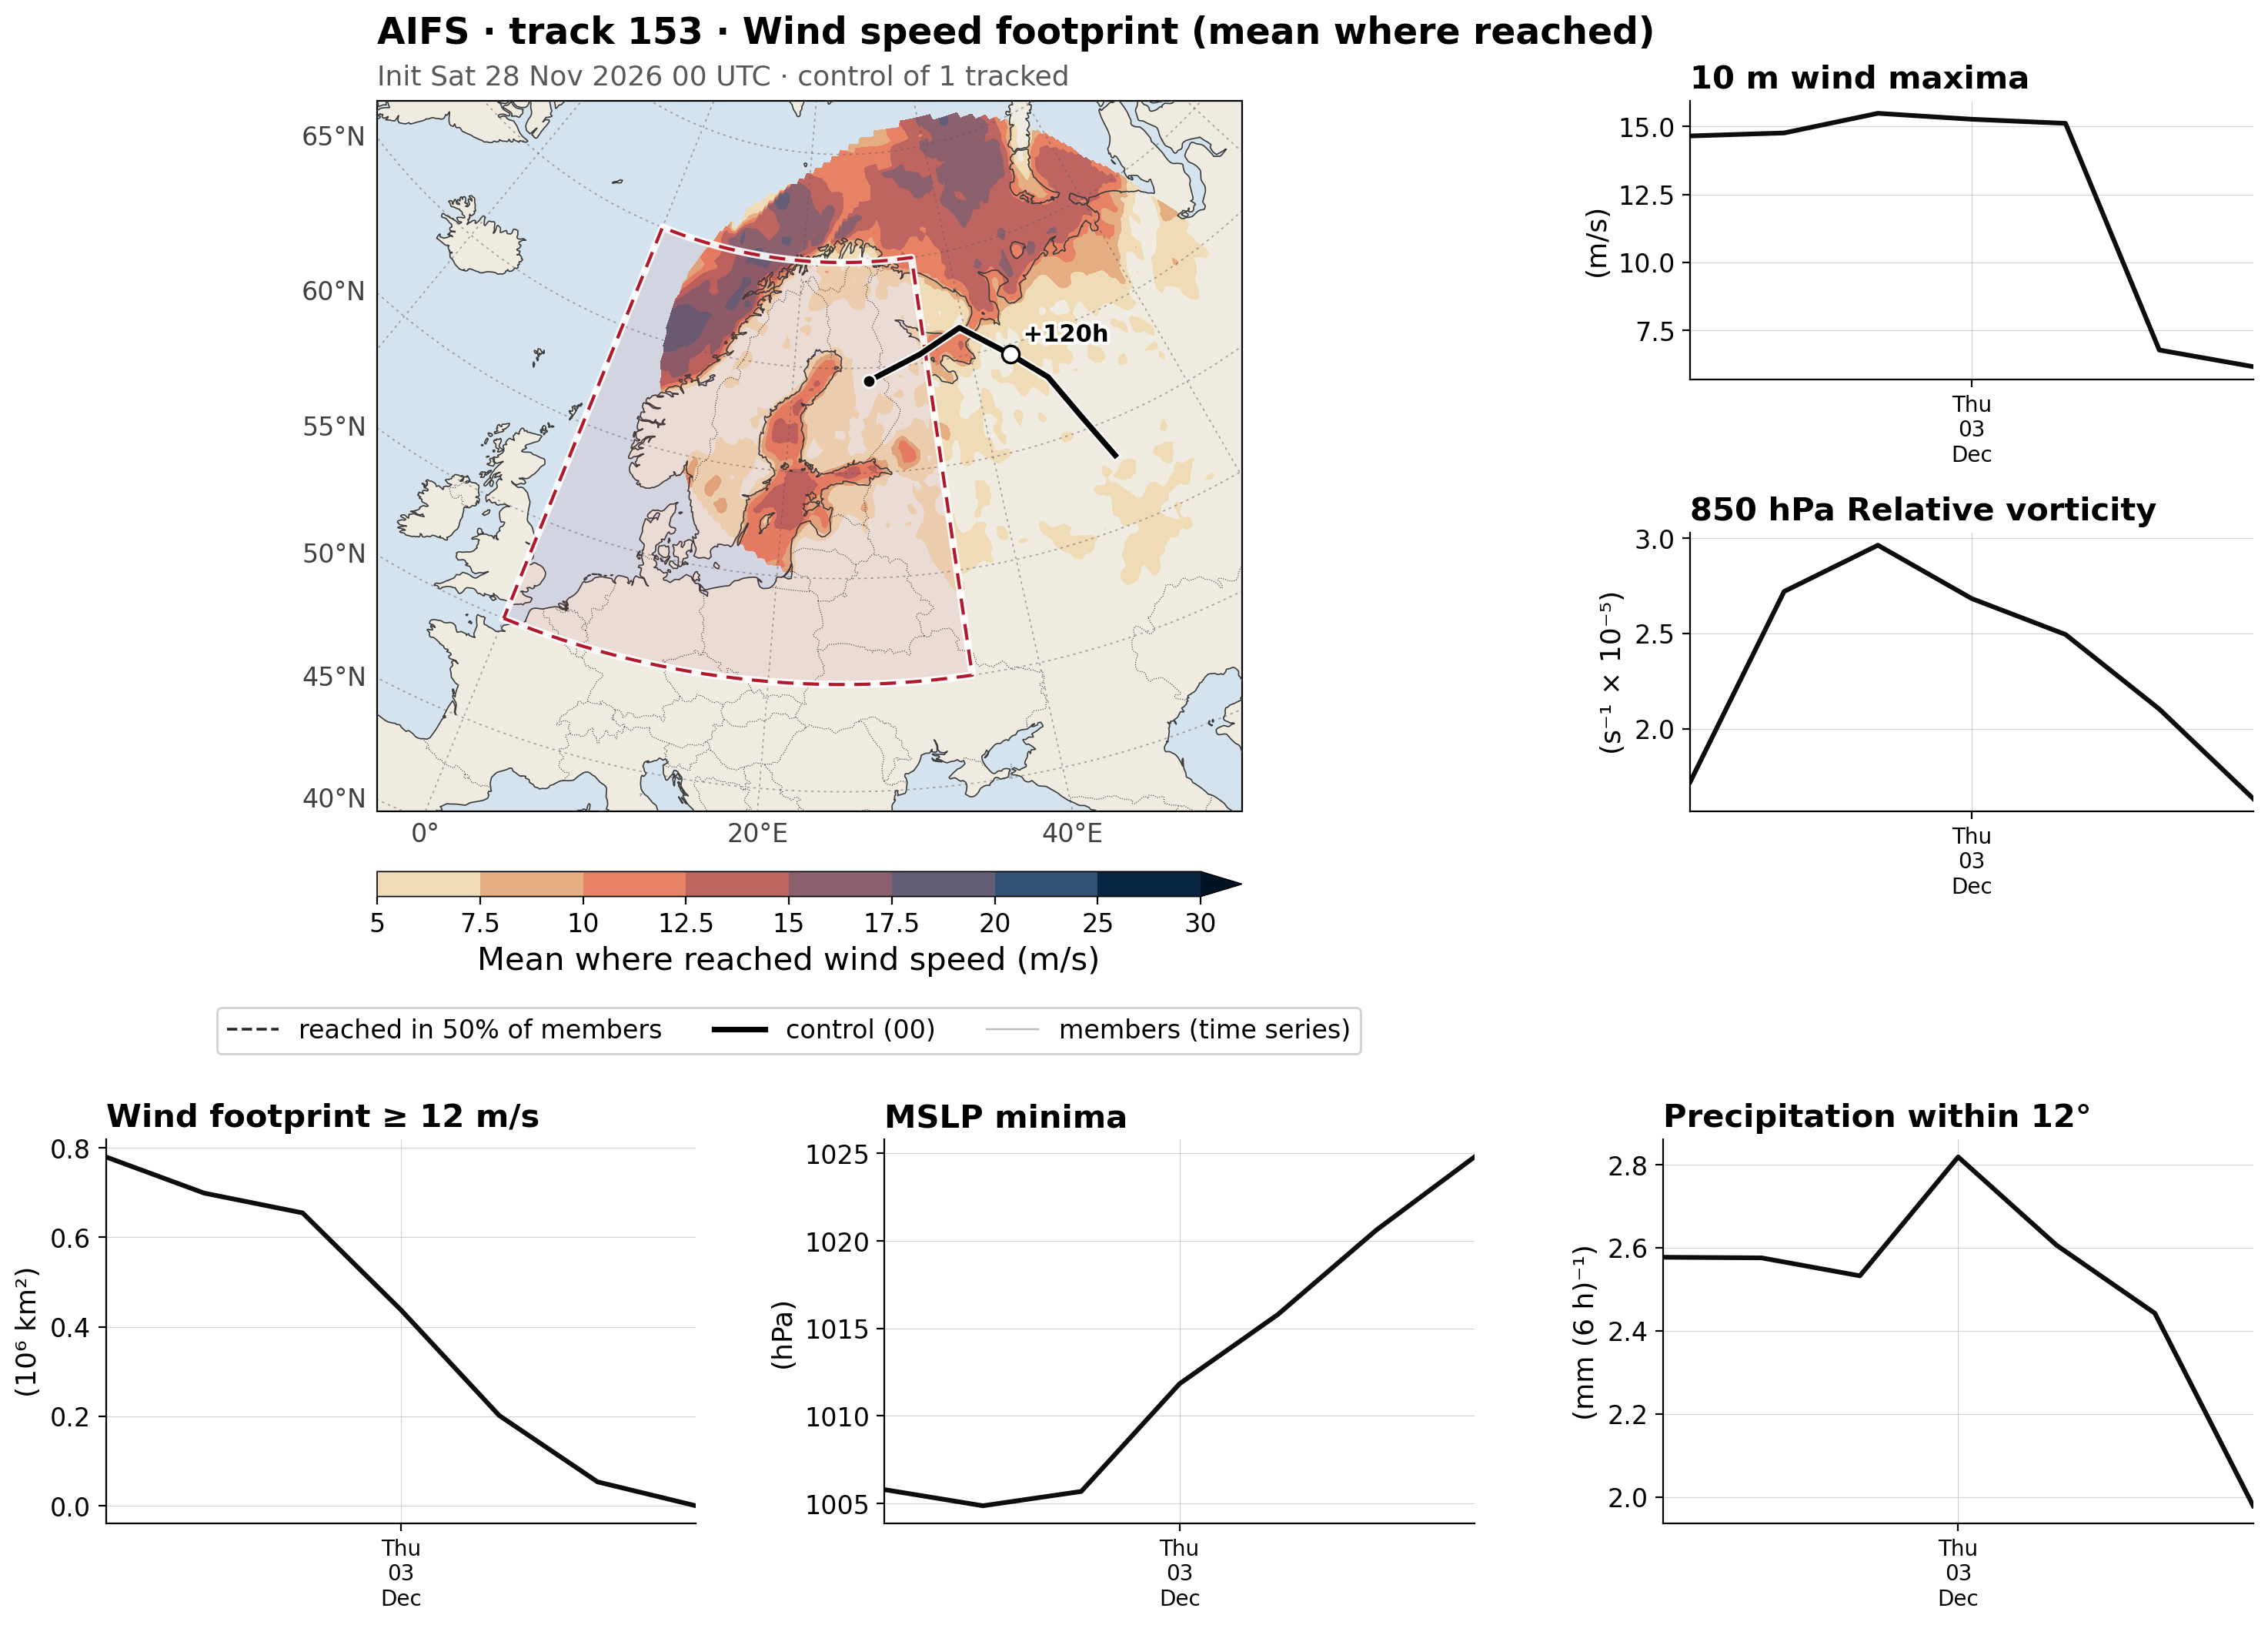 AIFS · track 153 · Wind speed footprint (mean where reached)
Init Sat 28 Nov 2026 00 UTC · control of 1 tracked
65°N
60°N
55°N
50°N
45°N
40°N
0°
20°E
40°E
+120h
5
7.5
10
12.5
15
17.5
20
25
30
Mean where reached wind speed (m/s)
reached in 50% of members
control (00)
members (time series)
10 m wind maxima
(m/s)
15.0
12.5
10.0
7.5
Thu
03
Dec
850 hPa Relative vorticity
(s⁻¹ × 10⁻⁵)
3.0
2.5
2.0
Thu
03
Dec
Wind footprint ≥ 12 m/s
(10⁶ km²)
0.8
0.6
0.4
0.2
0.0
Thu
03
Dec
MSLP minima
(hPa)
1025
1020
1015
1010
1005
Thu
03
Dec
Precipitation within 12°
(mm (6 h)⁻¹)
2.8
2.6
2.4
2.2
2.0
Thu
03
Dec